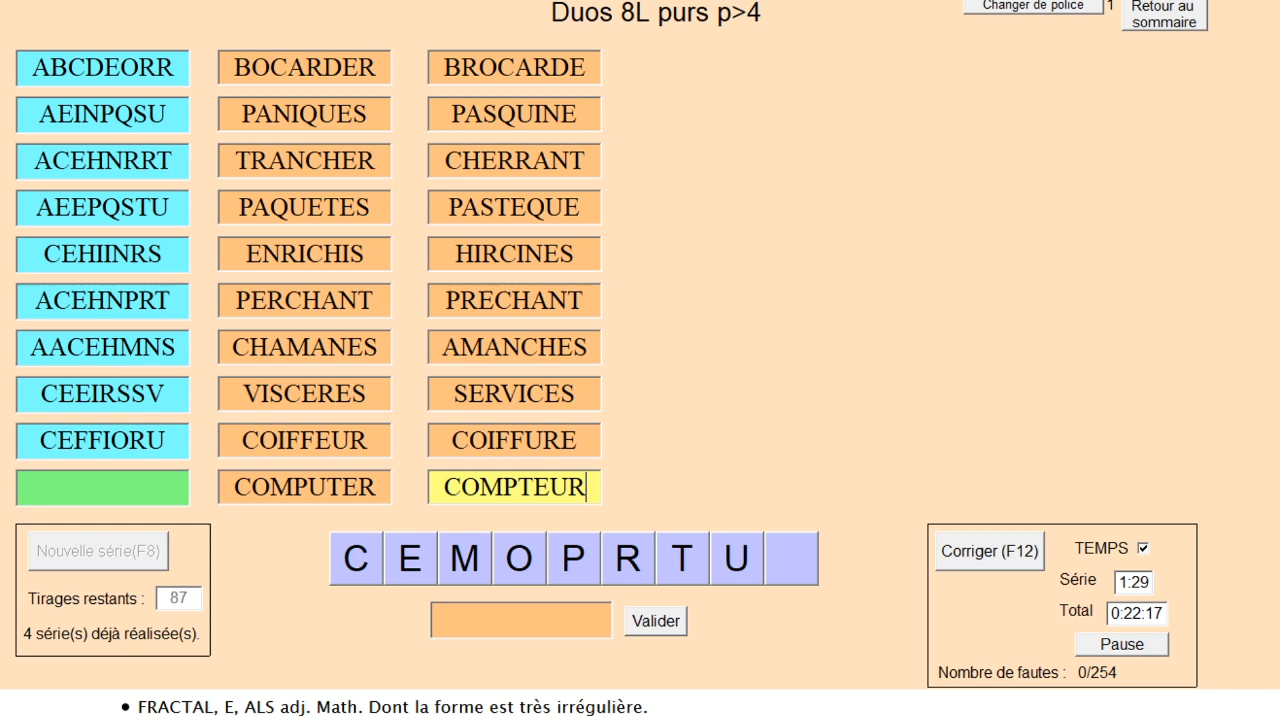 Duos 8L purs p>4
Changer de police 1 Retour au sommaire
ABCDEORR BOCARDER BROCARDE
AEINPQSU PANIQUES PASQUINE
ACEHNRRT TRANCHER CHERRANT
AEEPQSTU PAQUETES PASTEQUE
CEHIINRS ENRICHIS HIRCINES
ACEHNPRT PERCHANT PRECHANT
AACEHMNS CHAMANES AMANCHES
CEEIRSSV VISCERES SERVICES
CEFFIORU COIFFEUR COIFFURE
COMPUTER COMPTEUR
Nouvelle série(F8)
Tirages restants : 87
4 série(s) déjà réalisée(s).
C E M O P R T U
Valider
Corriger (F12) TEMPS
Série 1:29
Total 0:22:17
Pause
Nombre de fautes : 0/254
• FRACTAL, E, ALS adj. Math. Dont la forme est très irrégulière.